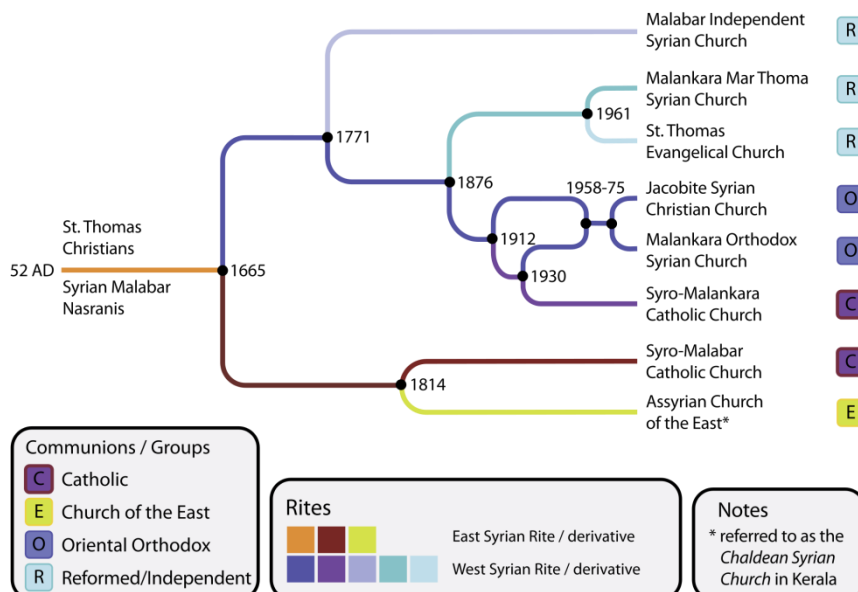 Malabar Independent
Syrian Church
R
Malankara Mar Thoma
Syrian Church
R
1961
St. Thomas
Evangelical Church
R
1771
1876
1958-75
Jacobite Syrian
Christian Church
O
1912
Malankara Orthodox
Syrian Church
O
St. Thomas
Christians
52 AD
1665
Syrian Malabar
Nasranis
1930
Syro-Malankara
Catholic Church
C
Syro-Malabar
Catholic Church
C
1814
Assyrian Church
of the East*
E
Communions / Groups
C Catholic
E Church of the East
O Oriental Orthodox
R Reformed/Independent
Rites
East Syrian Rite / derivative
West Syrian Rite / derivative
Notes
* referred to as the
Chaldean Syrian
Church in Kerala